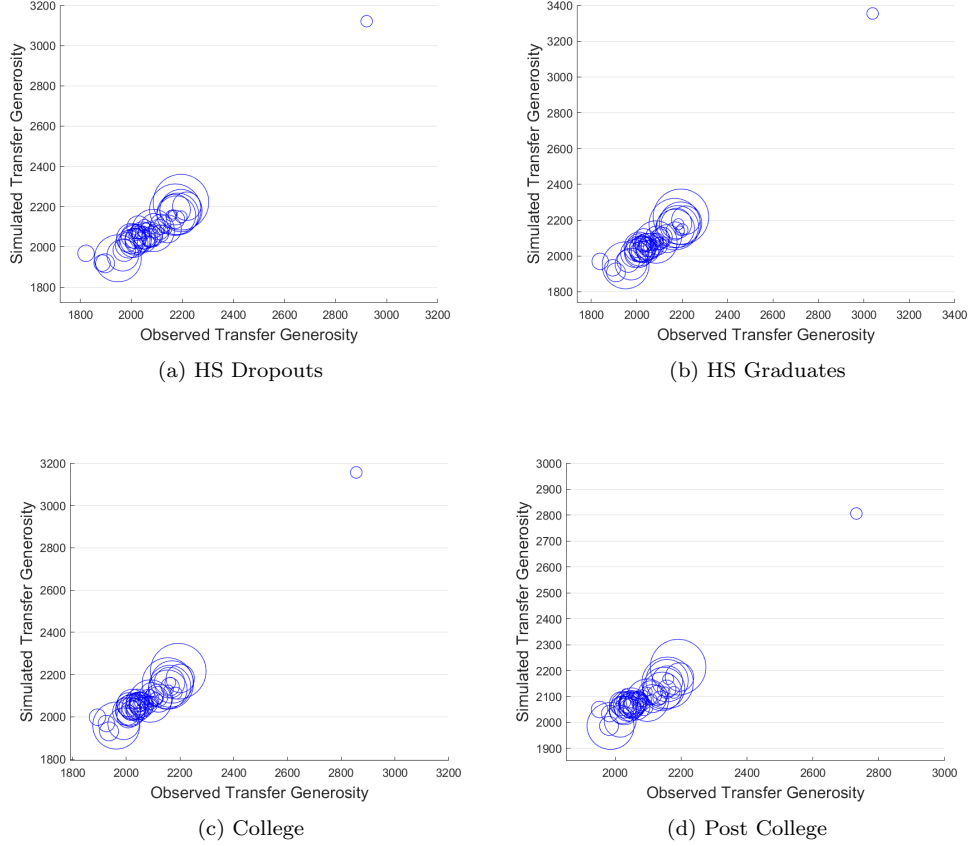 3200
3000
2800
2600
2400
2200
2000
1800
Simulated Transfer Generosity
1800 2000 2200 2400 2600 2800 3000 3200
Observed Transfer Generosity
(a) HS Dropouts
3400
3200
3000
2800
2600
2400
2200
2000
1800
Simulated Transfer Generosity
1800 2000 2200 2400 2600 2800 3000 3200 3400
Observed Transfer Generosity
(b) HS Graduates
3200
3000
2800
2600
2400
2200
2000
1800
Simulated Transfer Generosity
1800 2000 2200 2400 2600 2800 3000 3200
Observed Transfer Generosity
(c) College
3000
2900
2800
2700
2600
2500
2400
2300
2200
2100
2000
1900
Simulated Transfer Generosity
2000 2200 2400 2600 2800 3000
Observed Transfer Generosity
(d) Post College